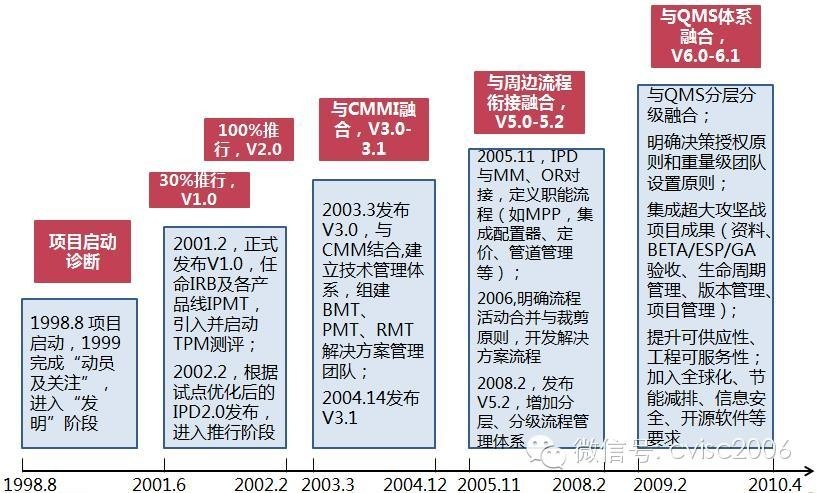 项目启动
诊断
1998.8 项目
启动，1999
完成“动员
及关注”，
进入“发
明”阶段
30%推行，
V1.0
100%推
行，V2.0
2001.2，正式
发布V1.0，任
命IRB及各产
品线IPMT，
引入并启动
TPM测评；
2002.2，根据
试点优化后的
IPD2.0发布，
进入推行阶段
与CMMI融
合，V3.0-
3.1
2003.3发布
V3.0，与
CMM结合,建
立技术管理体
系，组建
BMT、
PMT、RMT
解决方案管理
团队；
2004.14发布
V3.1
与周边流程
衔接融合，
V5.0-5.2
2005.11，IPD
与MM、OR对
接，定义职能
流程（如MPP，集
成配置器、定
价、管道管理
等）；
2006,明确流程
活动合并与裁剪
原则，开发解决
方案流程
2008.2，发布
V5.2，增加分
层、分级流程
管理体系
与QMS体系
融合，
V6.0-6.1
与QMS分层分
级融合；
明确决策授权原
则和重量级团队
设置原则；
集成超大攻坚战
项目成果（资料、
BETA/ESP/GA
验收、生命周期
管理、版本管理、
项目管理）；
提升可供应性、
工程可服务性；
加入全球化、节
能减排、信息安
全、开源软件等
要求
微信号: cvisc2006
1998.8
2001.6
2002.2
2003.3
2004.12
2005.11
2008.2
2009.2
2010.4